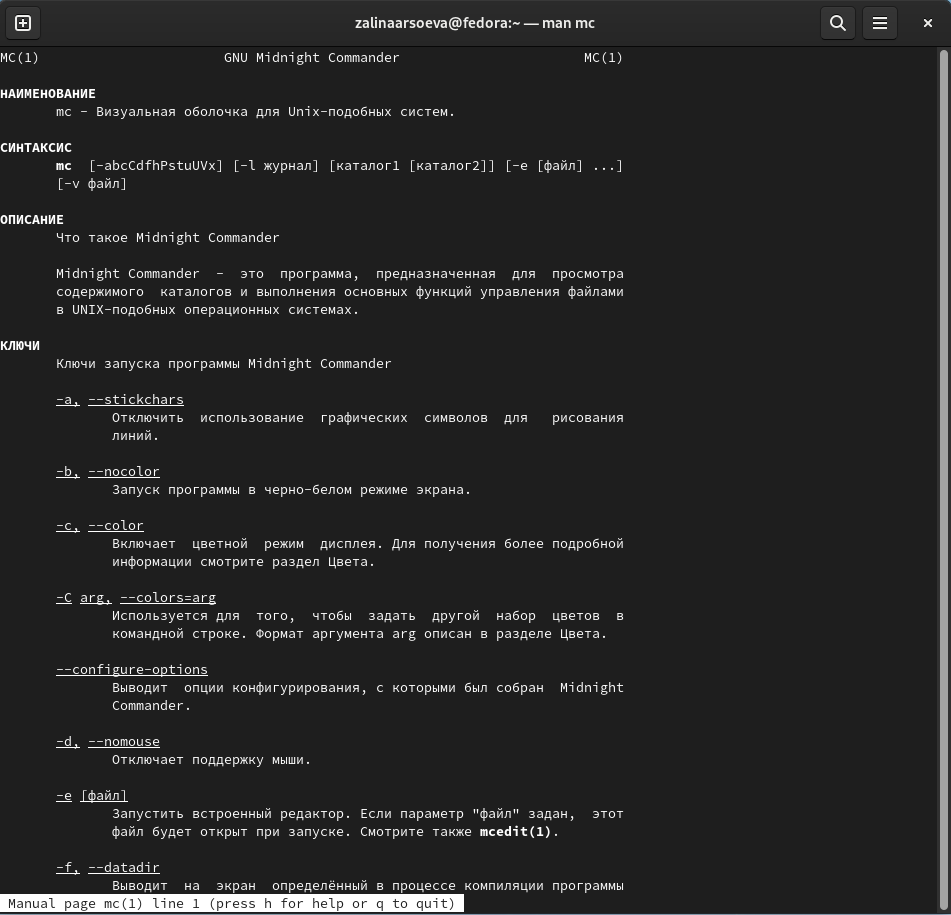 zalinaarsoeva@fedora:~ — man mc
MC(1) GNU Midnight Commander MC(1)
НАИМЕНОВАНИЕ
mc - Визуальная оболочка для Unix-подобных систем.
СИНТАКСИС
mc [-abcCdfhPstuUVx] [-l журнал] [каталог1 [каталог2]] [-e [файл] ...]
[-v файл]
ОПИСАНИЕ
Что такое Midnight Commander
Midnight Commander - это программа, предназначенная для просмотра
содержимого каталогов и выполнения основных функций управления файлами
в UNIX-подобных операционных системах.
КЛЮЧИ
Ключи запуска программы Midnight Commander
-a, --stickchars
Отключить использование графических символов для рисования
линий.
-b, --nocolor
Запуск программы в черно-белом режиме экрана.
-c, --color
Включает цветной режим дисплея. Для получения более подробной
информации смотрите раздел Цвета.
-C arg, --colors=arg
Используется для того, чтобы задать другой набор цветов в
командной строке. Формат аргумента arg описан в разделе Цвета.
--configure-options
Выводит опции конфигурирования, с которыми был собран Midnight
Commander.
-d, --nomouse
Отключает поддержку мыши.
-e [файл]
Запустить встроенный редактор. Если параметр "файл" задан, этот
файл будет открыт при запуске. Смотрите также mcedit(1).
-f, --datadir
Выводит на экран определённый в процессе компиляции программы
Manual page mc(1) line 1 (press h for help or q to quit)